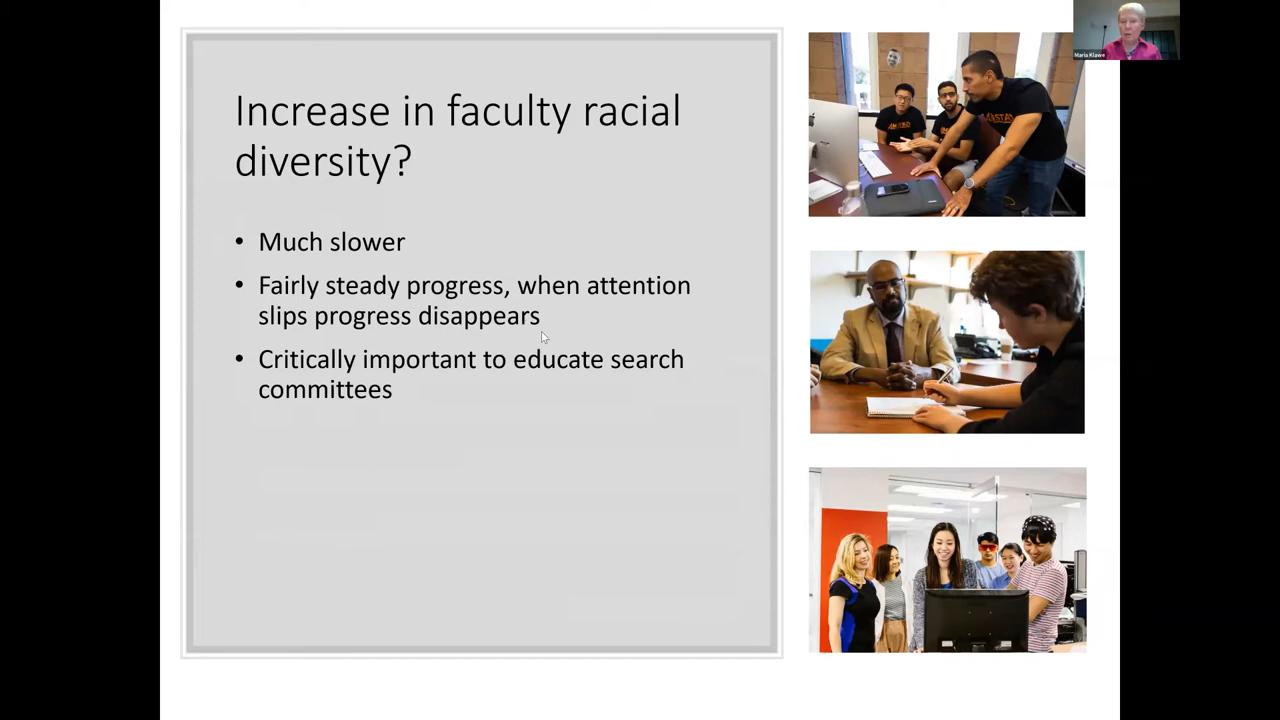 Increase in faculty racial
diversity?
• Much slower
• Fairly steady progress, when attention
slips progress disappears
• Critically important to educate search
committees
Maria Klawe